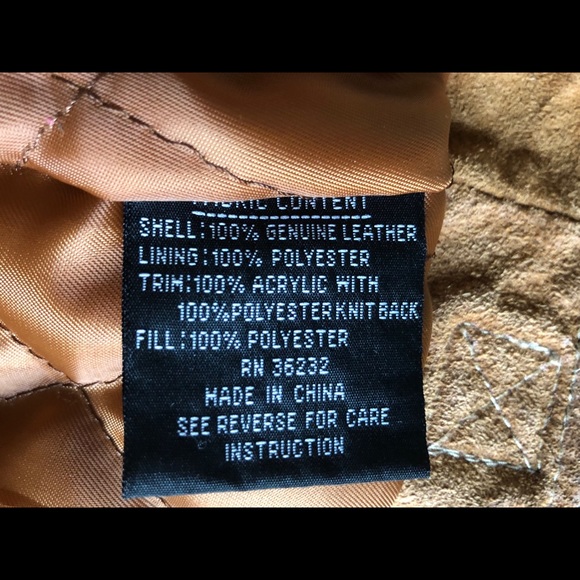 FABRIC CONTENT
SHELL:100% GENUINE LEATHER
LINING:100% POLYESTER
TRIM:100% ACRYLIC WITH
100%POLYESTER KNIT BACK
FILL:100% POLYESTER
RN 36232
MADE IN CHINA
SEE REVERSE FOR CARE
INSTRUCTION